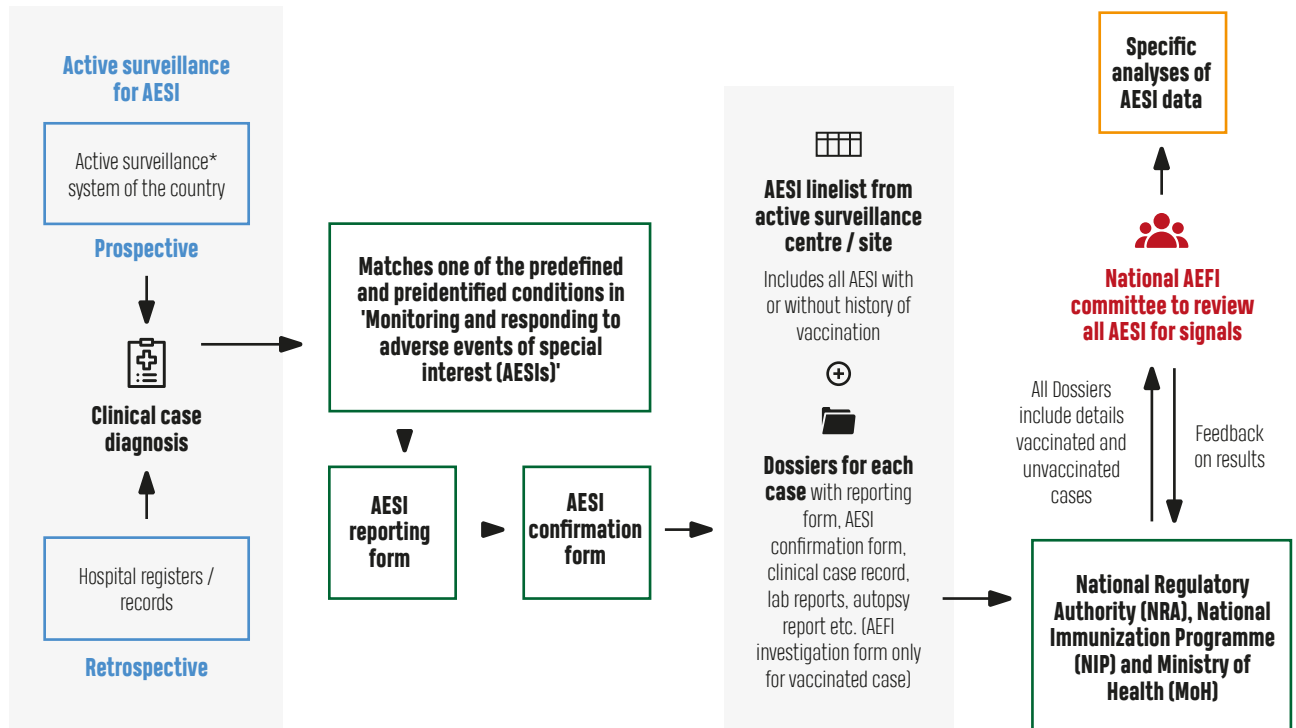 Active surveillance
for AESI
Active surveillance*
system of the country
Prospective
Clinical case
diagnosis
Hospital registers /
records
Retrospective
Matches one of the predefined
and preidentified conditions in
'Monitoring and responding to
adverse events of special
interest (AESIs)'
AESI
reporting
form
AESI
confirmation
form
AESI linelist from
active surveillance
centre / site
Includes all AESI with
or without history of
vaccination
Dossiers for each
case with reporting
form, AESI
confirmation form,
clinical case record,
lab reports, autopsy
report etc. (AEFI
investigation form only
for vaccinated case)
Specific
analyses of
AESI data
National AEFI
committee to review
all AESI for signals
All Dossiers
include details
vaccinated and
unvaccinated
cases
Feedback
on results
National Regulatory
Authority (NRA), National
Immunization Programme
(NIP) and Ministry of
Health (MoH)